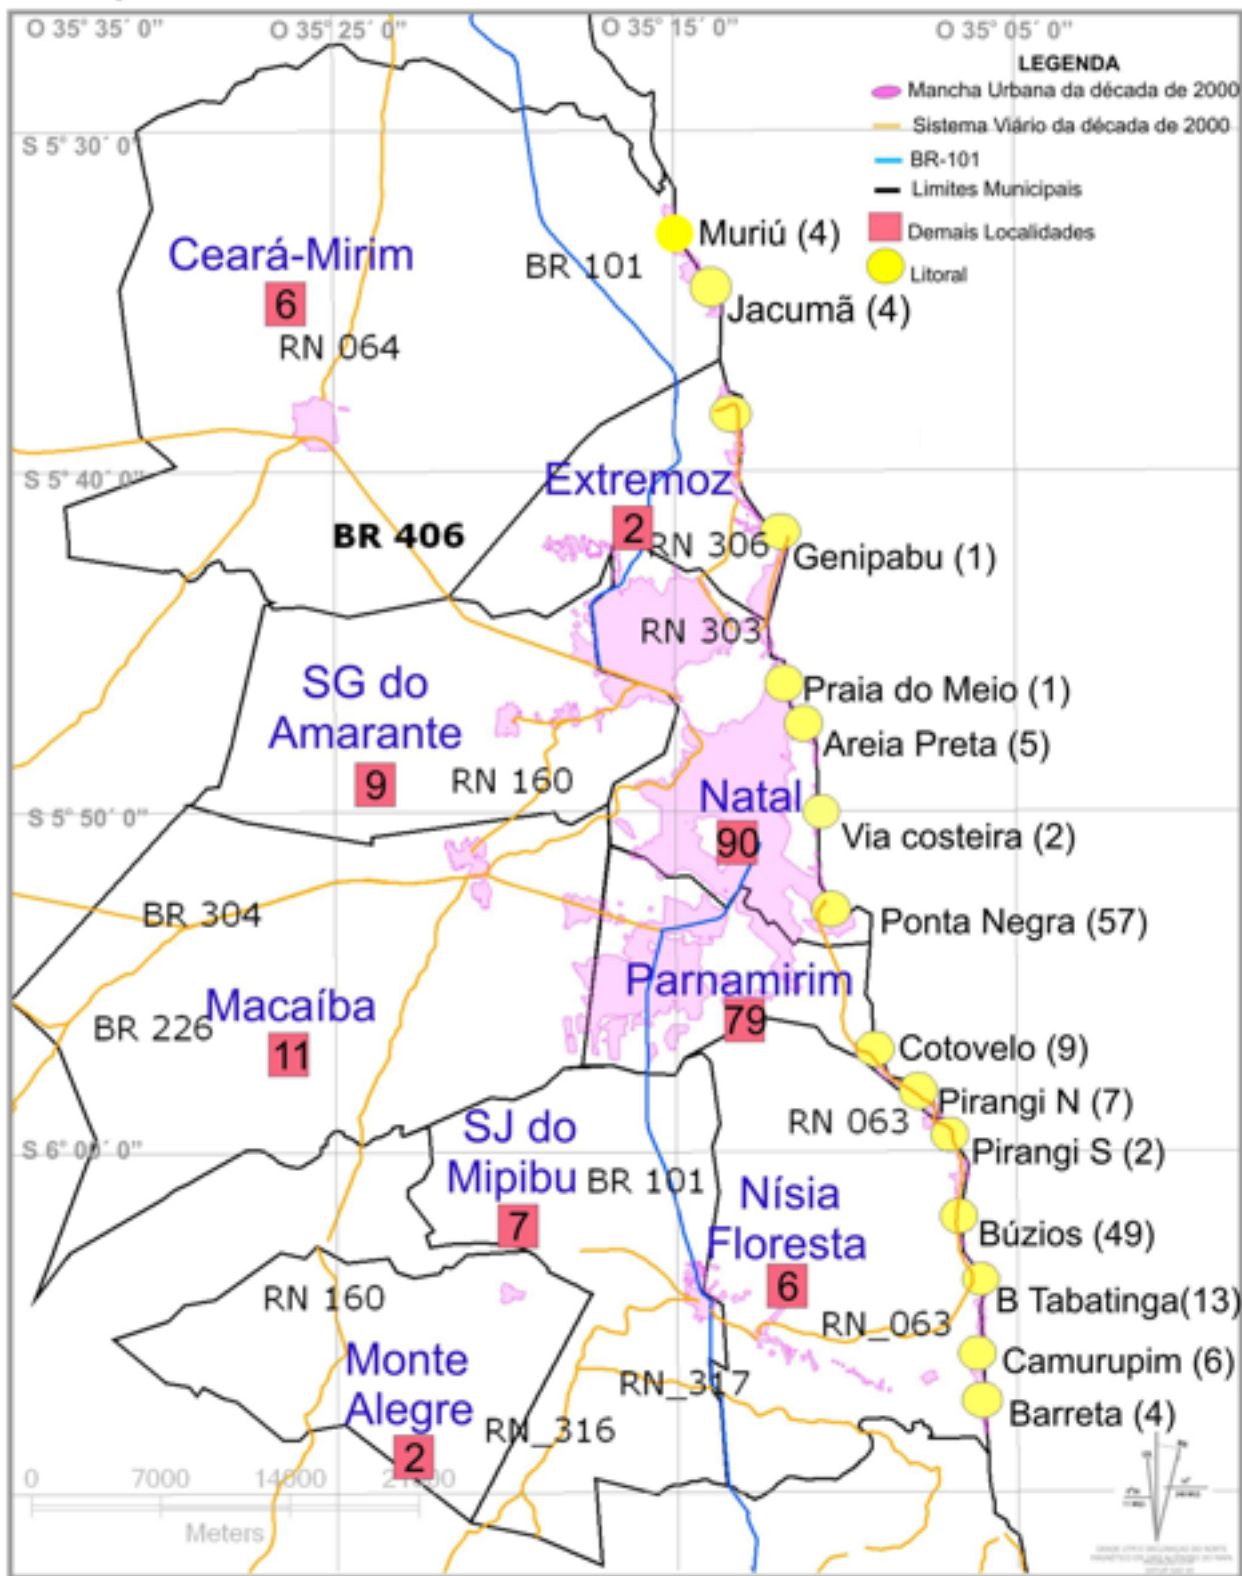 O 35° 35´ 0"
O 35° 25´ 0"
O 35° 15´ 0"
O 35° 05´ 0"
LEGENDA
Mancha Urbana da década de 2000
Sistema Viário da década de 2000
BR-101
Limites Municipais
Demais Localidades
Litoral
S 5° 30´ 0"
Muriú (4)
Ceará-Mirim
6
BR 101
Jacumã (4)
RN 064
S 5° 40´ 0"
Extremoz
2
BR 406
RN 306
Genipabu (1)
RN 303
SG do
Amarante
9
Praia do Meio (1)
Areia Preta (5)
RN 160
Natal
90
S 5° 50´ 0"
Via costeira (2)
BR 304
Ponta Negra (57)
Parnamirim
79
Macaíba
11
BR 226
Cotovelo (9)
Pirangi N (7)
RN 063
SJ do
Mipibu
7
S 6° 00´ 0"
Pirangi S (2)
BR 101
Nísia
Floresta
6
Búzios (49)
RN 160
B Tabatinga(13)
RN_063
Monte
Alegre
2
Camurupim (6)
RN_317
Barreta (4)
RN_316
0 7000 14000
Meters